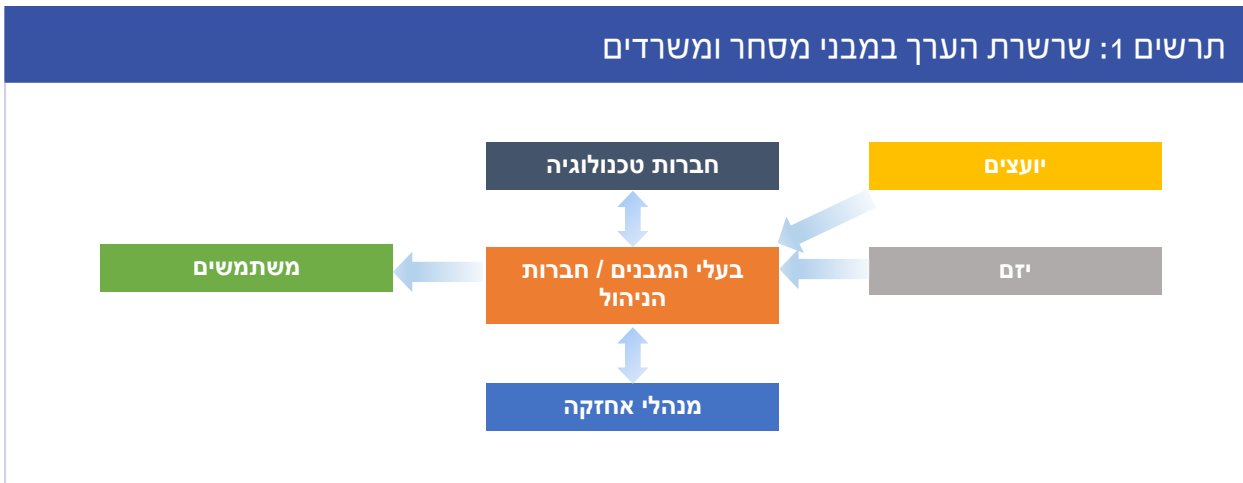 תרשים 1: שרשרת הערך במבני מסחר ומשרדים
יועצים
חברות טכנולוגיה
יזם
בעלי המבנים / חברות
הניהול
משתמשים
מנהלי אחזקה